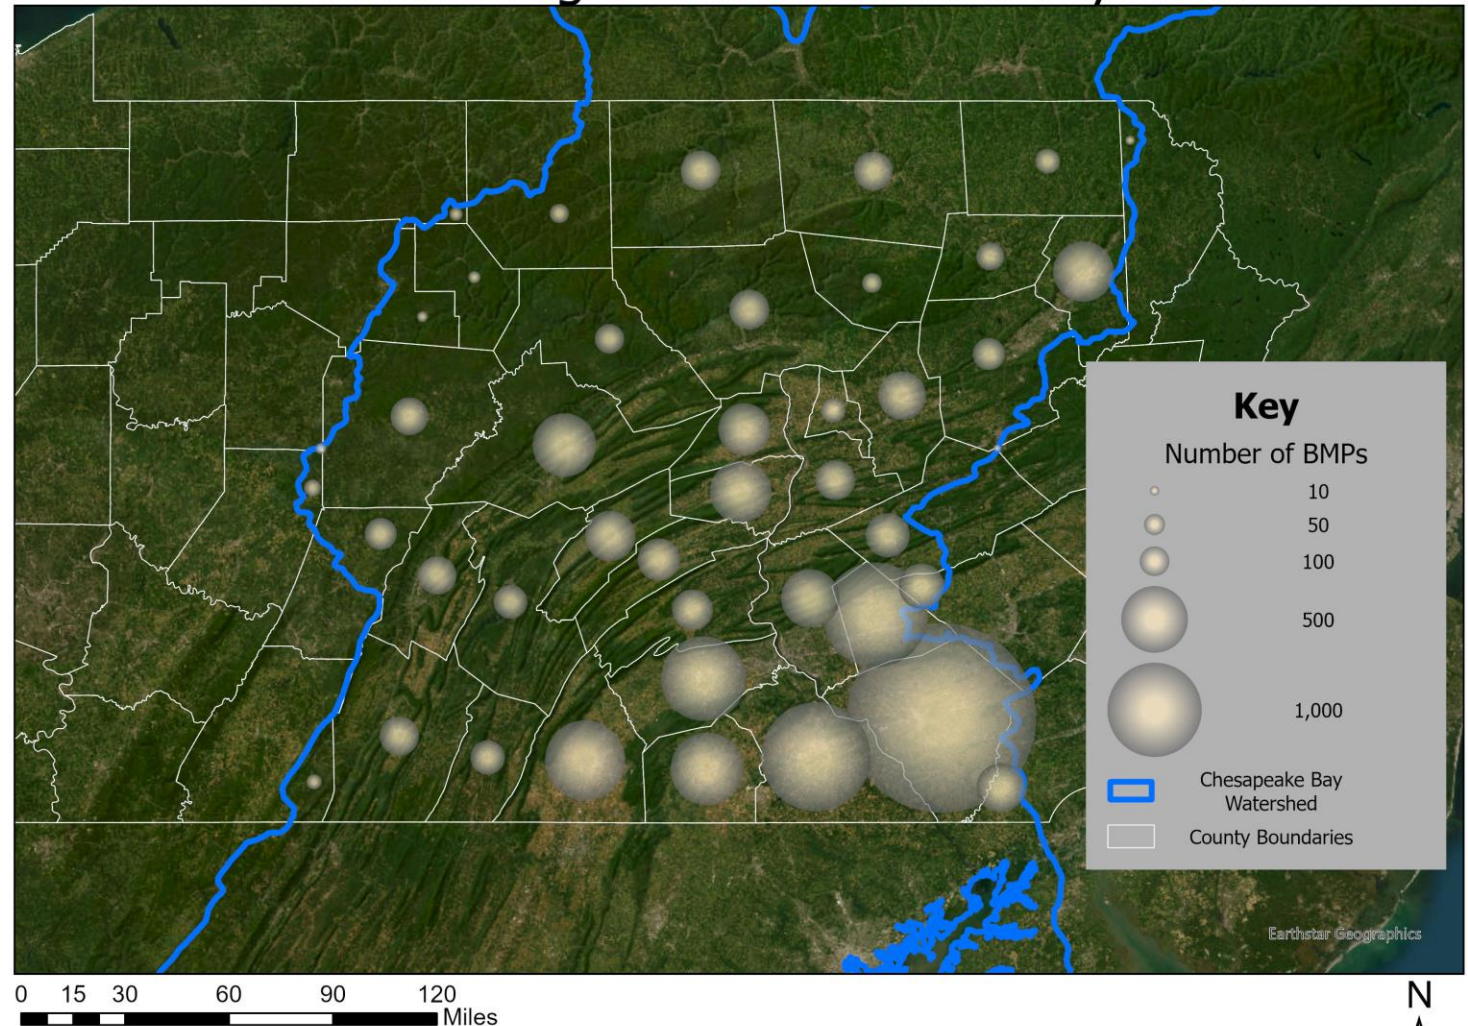 Key
Number of BMPs
10
50
100
500
1,000
Chesapeake Bay
Watershed
County Boundaries
Earthstar Geographics
0 15 30 60 90 120
Miles
N